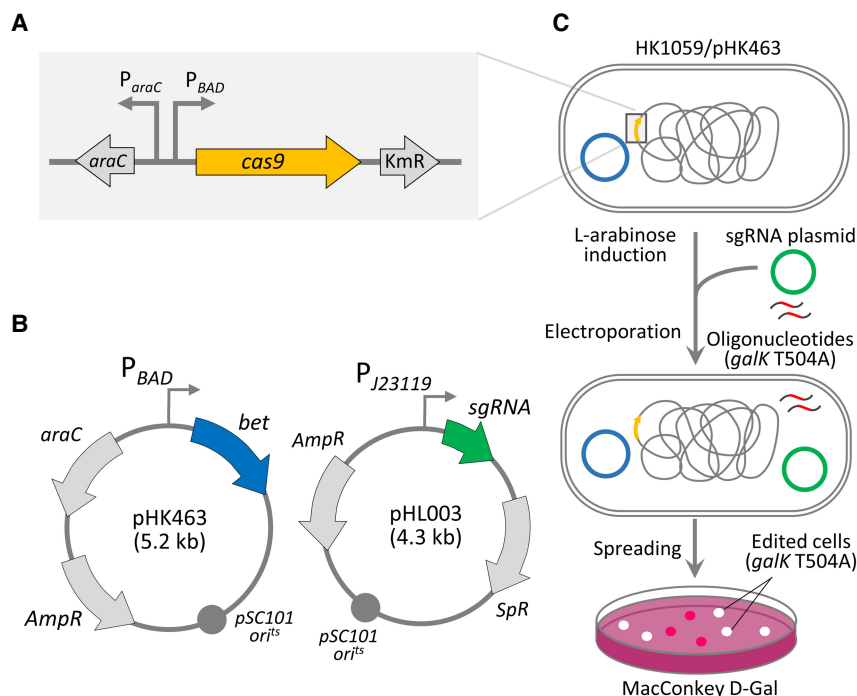 A
P_araC P_BAD
araC cas9 KmR
B
P_BAD
araC
bet
pHK463
(5.2 kb)
AmpR
pSC101
ori^ts
P_J23119
sgRNA
AmpR
pHL003
(4.3 kb)
SpR
pSC101
ori^ts
C
HK1059/pHK463
L-arabinose
induction
sgRNA plasmid
Electroporation
Oligonucleotides
(galK T504A)
Spreading
Edited cells
(galK T504A)
MacConkey D-Gal